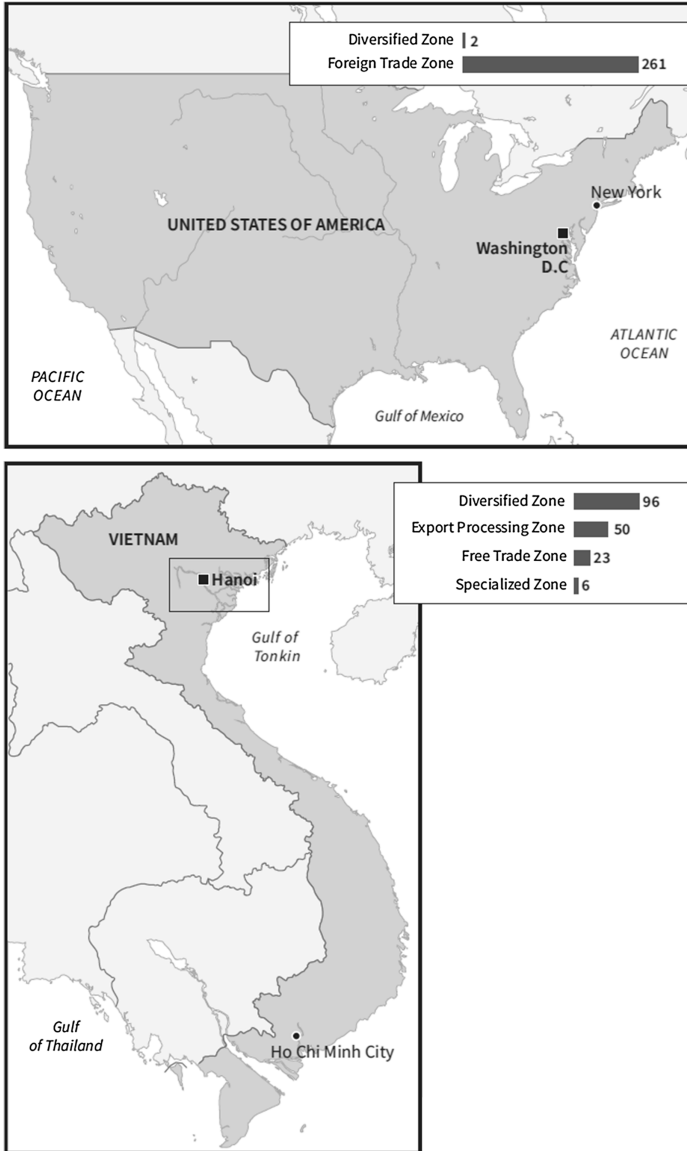 Diversified Zone 2
Foreign Trade Zone 261
New York
UNITED STATES OF AMERICA
Washington
D.C
ATLANTIC
OCEAN
PACIFIC
OCEAN
Gulf of Mexico
Diversified Zone 96
Export Processing Zone 50
Free Trade Zone 23
Specialized Zone 6
VIETNAM
Hanoi
Gulf of
Tonkin
Gulf
of Thailand
Ho Chi Minh City